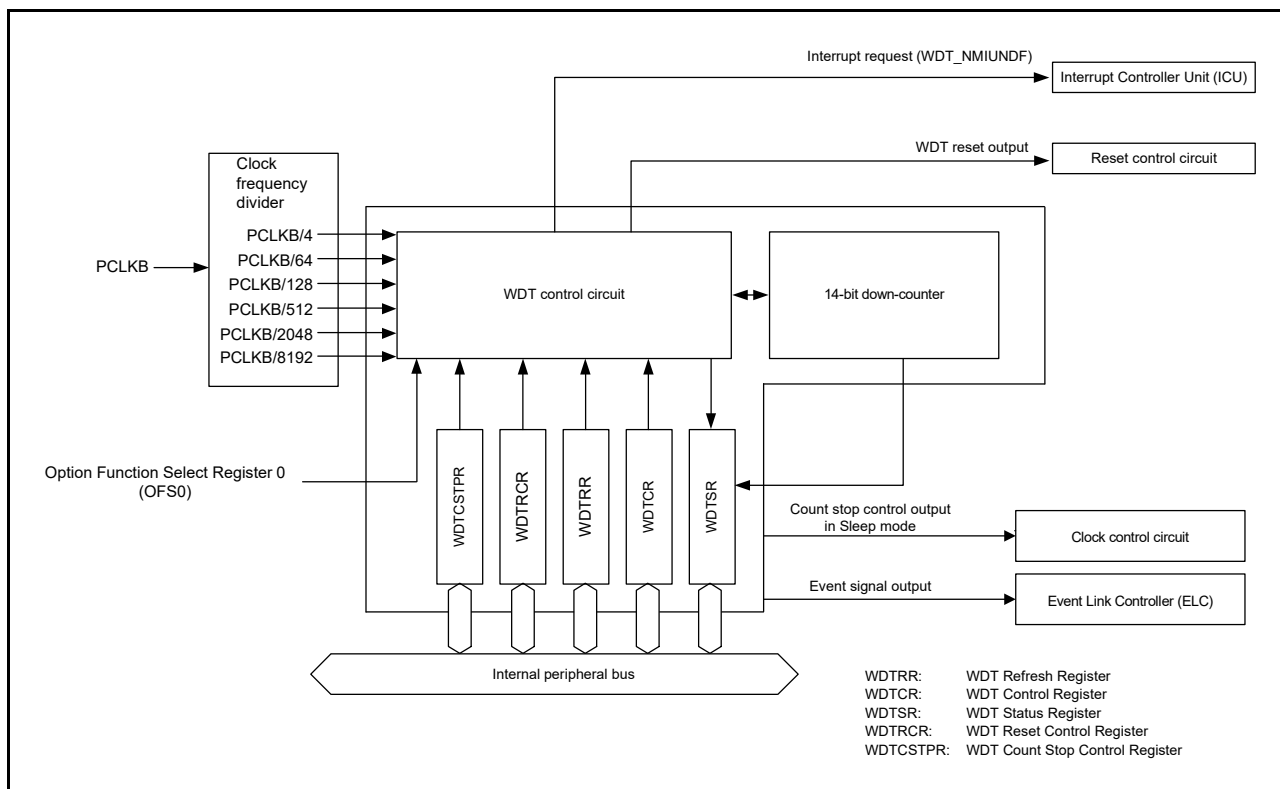 Interrupt request (WDT_NMIUNDF)
Interrupt Controller Unit (ICU)
WDT reset output
Reset control circuit
Clock
frequency
divider
PCLKB
PCLKB/4
PCLKB/64
PCLKB/128
PCLKB/512
PCLKB/2048
PCLKB/8192
WDT control circuit
14-bit down-counter
Option Function Select Register 0
(OFS0)
WDTCSTPR
WDTRCR
WDTRR
WDTCR
WDTSR
Count stop control output
in Sleep mode
Clock control circuit
Event signal output
Event Link Controller (ELC)
Internal peripheral bus
WDTRR: WDT Refresh Register
WDTCR: WDT Control Register
WDTSR: WDT Status Register
WDTRCR: WDT Reset Control Register
WDTCSTPR: WDT Count Stop Control Register